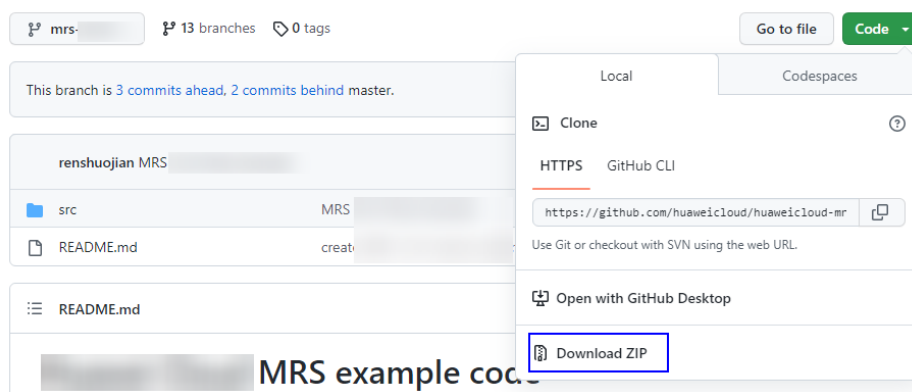 mrs- 13 branches 0 tags Go to file Code
Local Codespaces
This branch is 3 commits ahead, 2 commits behind master.
Clone
HTTPS GitHub CLI
renshuojian MRS
src MRS
https://github.com/huaweicloud/huaweicloud-mr
README.md creat
Use Git or checkout with SVN using the web URL.
Open with GitHub Desktop
README.md
Download ZIP
MRS example code